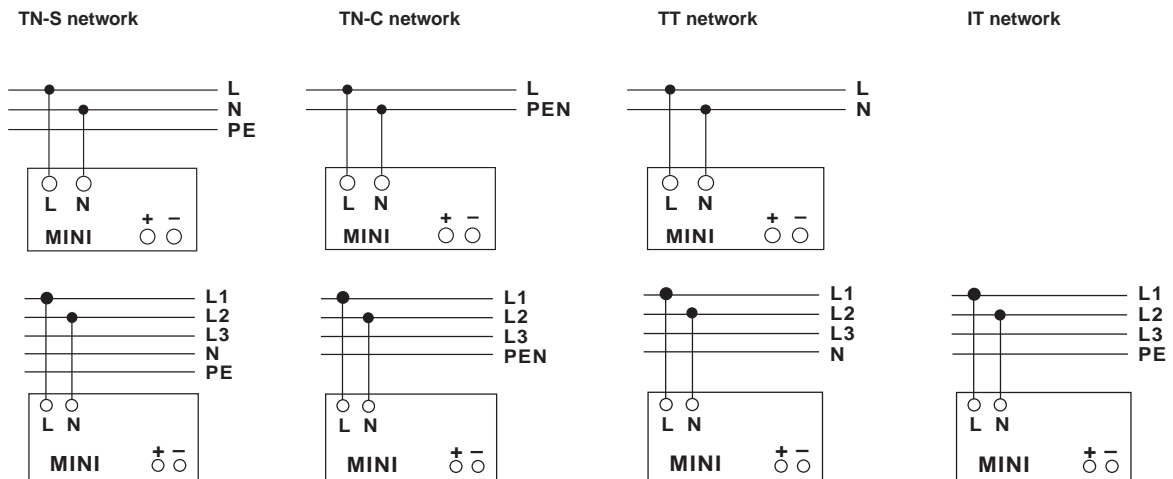 TN-S network
TN-C network
TT network
IT network
L
N
PE
L N
+ –
MINI
L
PEN
L N
+ –
MINI
L
N
L N
+ –
MINI
L1
L2
L3
N
PE
L N
+ –
MINI
L1
L2
L3
PEN
L N
+ –
MINI
L1
L2
L3
N
L N
+ –
MINI
L1
L2
L3
PE
L N
+ –
MINI